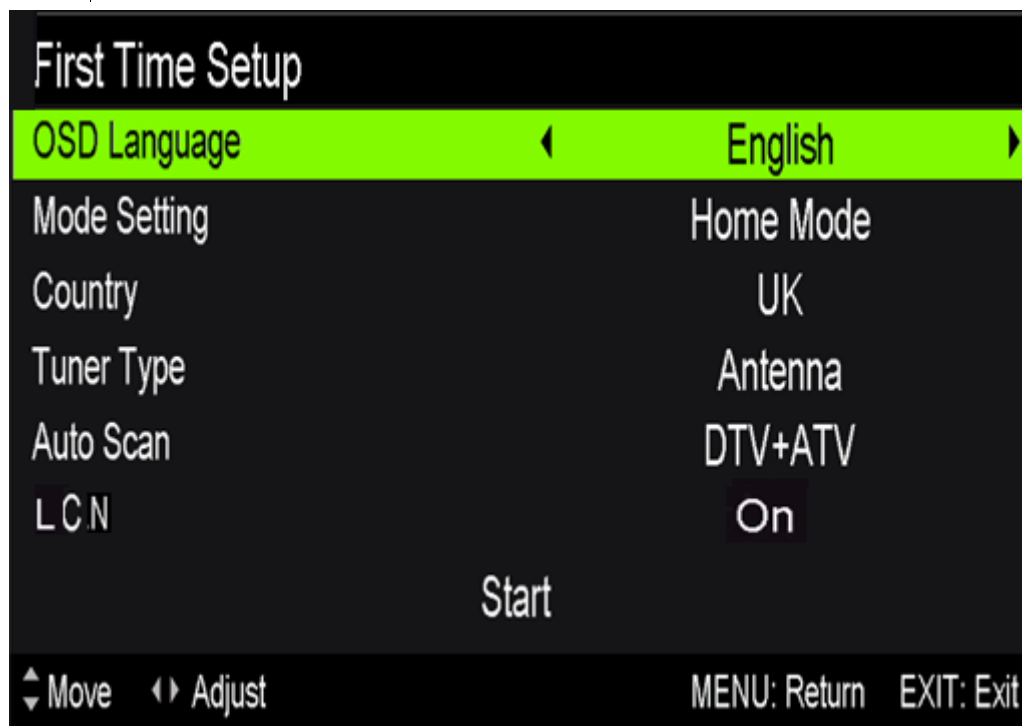 First Time Setup
OSD Language English
Mode Setting Home Mode
Country UK
Tuner Type Antenna
Auto Scan DTV+ATV
L C N On
Start
Move Adjust MENU: Return EXIT: Exit